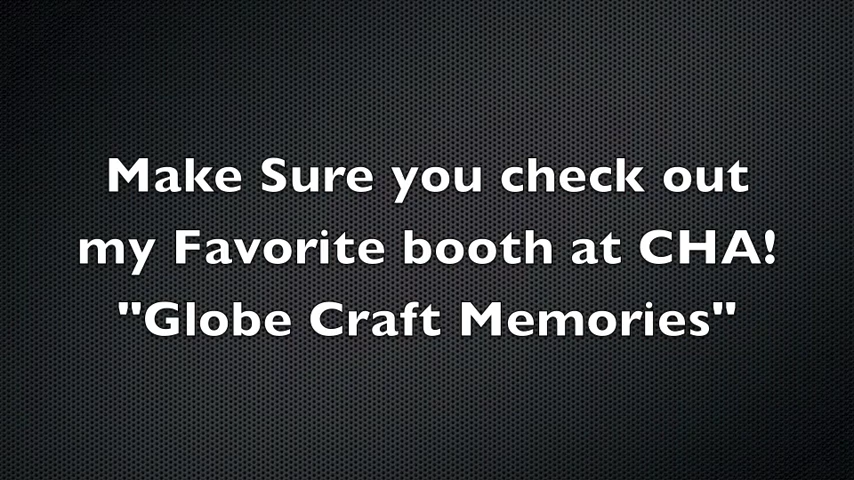 Make Sure you check out
my Favorite booth at CHA!
"Globe Craft Memories"